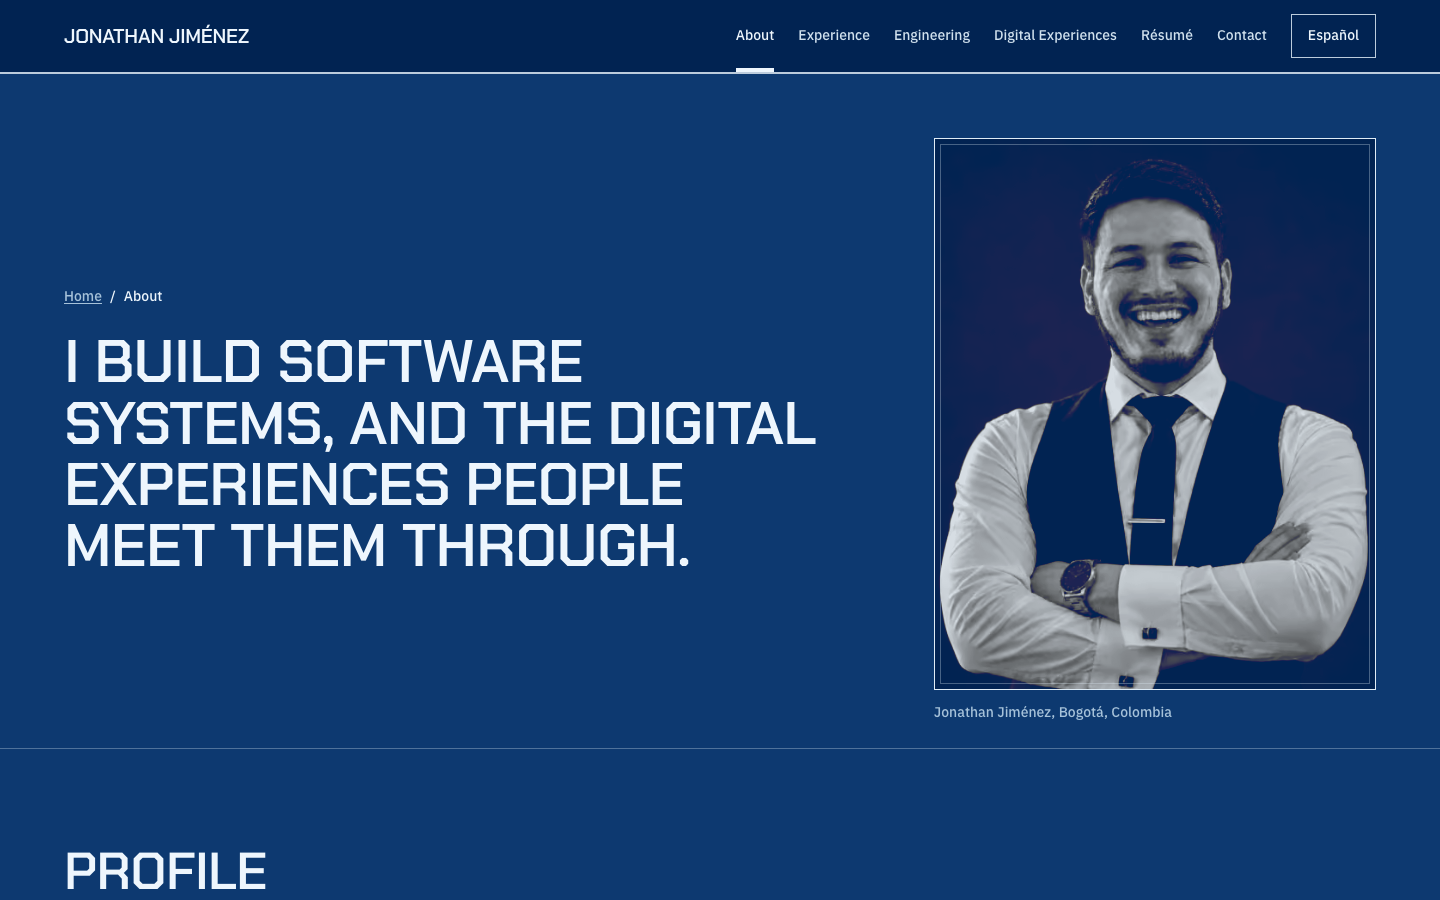 JONATHAN JIMÉNEZ
About Experience Engineering Digital Experiences Résumé Contact Español
Home / About
I BUILD SOFTWARE
SYSTEMS, AND THE DIGITAL
EXPERIENCES PEOPLE
MEET THEM THROUGH.
Jonathan Jiménez, Bogotá, Colombia
PROFILE